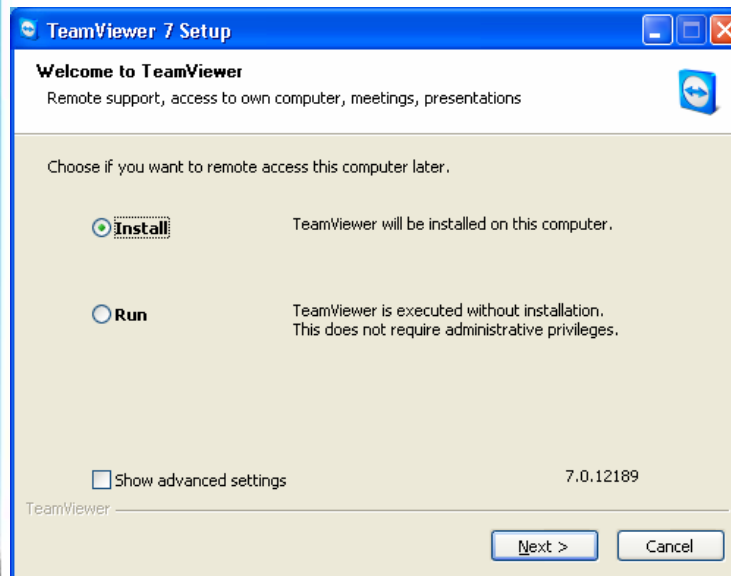 TeamViewer 7 Setup
Welcome to TeamViewer
Remote support, access to own computer, meetings, presentations
Choose if you want to remote access this computer later.
Install
TeamViewer will be installed on this computer.
Run
TeamViewer is executed without installation.
This does not require administrative privileges.
Show advanced settings
7.0.12189
TeamViewer
Next >
Cancel